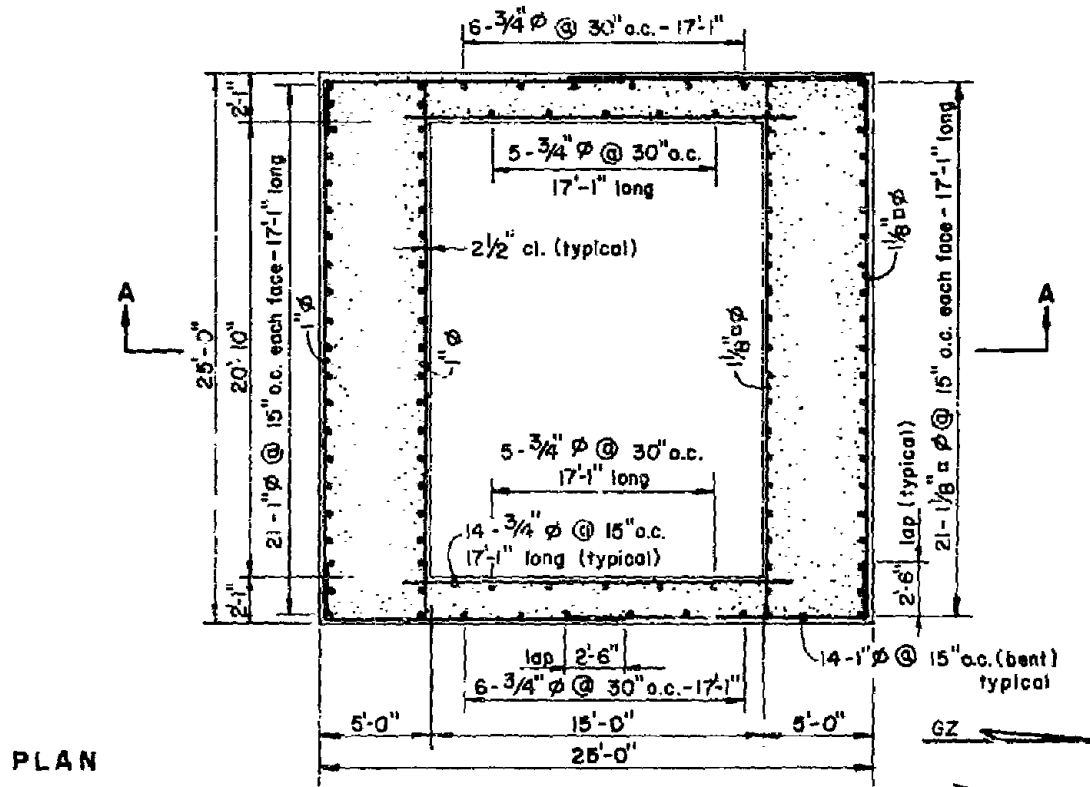 6-3/4" Ø @ 30" o.c.-17'-1"
2'-1"
5-3/4" Ø @ 30" o.c.
17'-1" long
2 1/2" cl. (typical)
A
A
25'-0"
20'-10"
21-1" Ø @ 15" o.c. each face-17'-1" long
1" Ø
1" Ø
1 1/8" ▫ Ø
1 1/8" ▫ Ø
21-1 1/8" ▫ Ø @ 15" o.c. each face-17'-1" long
5-3/4" Ø @ 30" o.c.
17'-1" long
14-3/4" Ø @ 15" o.c.
17'-1" long (typical)
2'-6" lap (typical)
2'-1"
14-1" Ø @ 15" o.c. (bent)
typical
lap 2'-6"
6-3/4" Ø @ 30" o.c.-17'-1"
5'-0" 15'-0" 5'-0"
25'-0"
GZ
PLAN